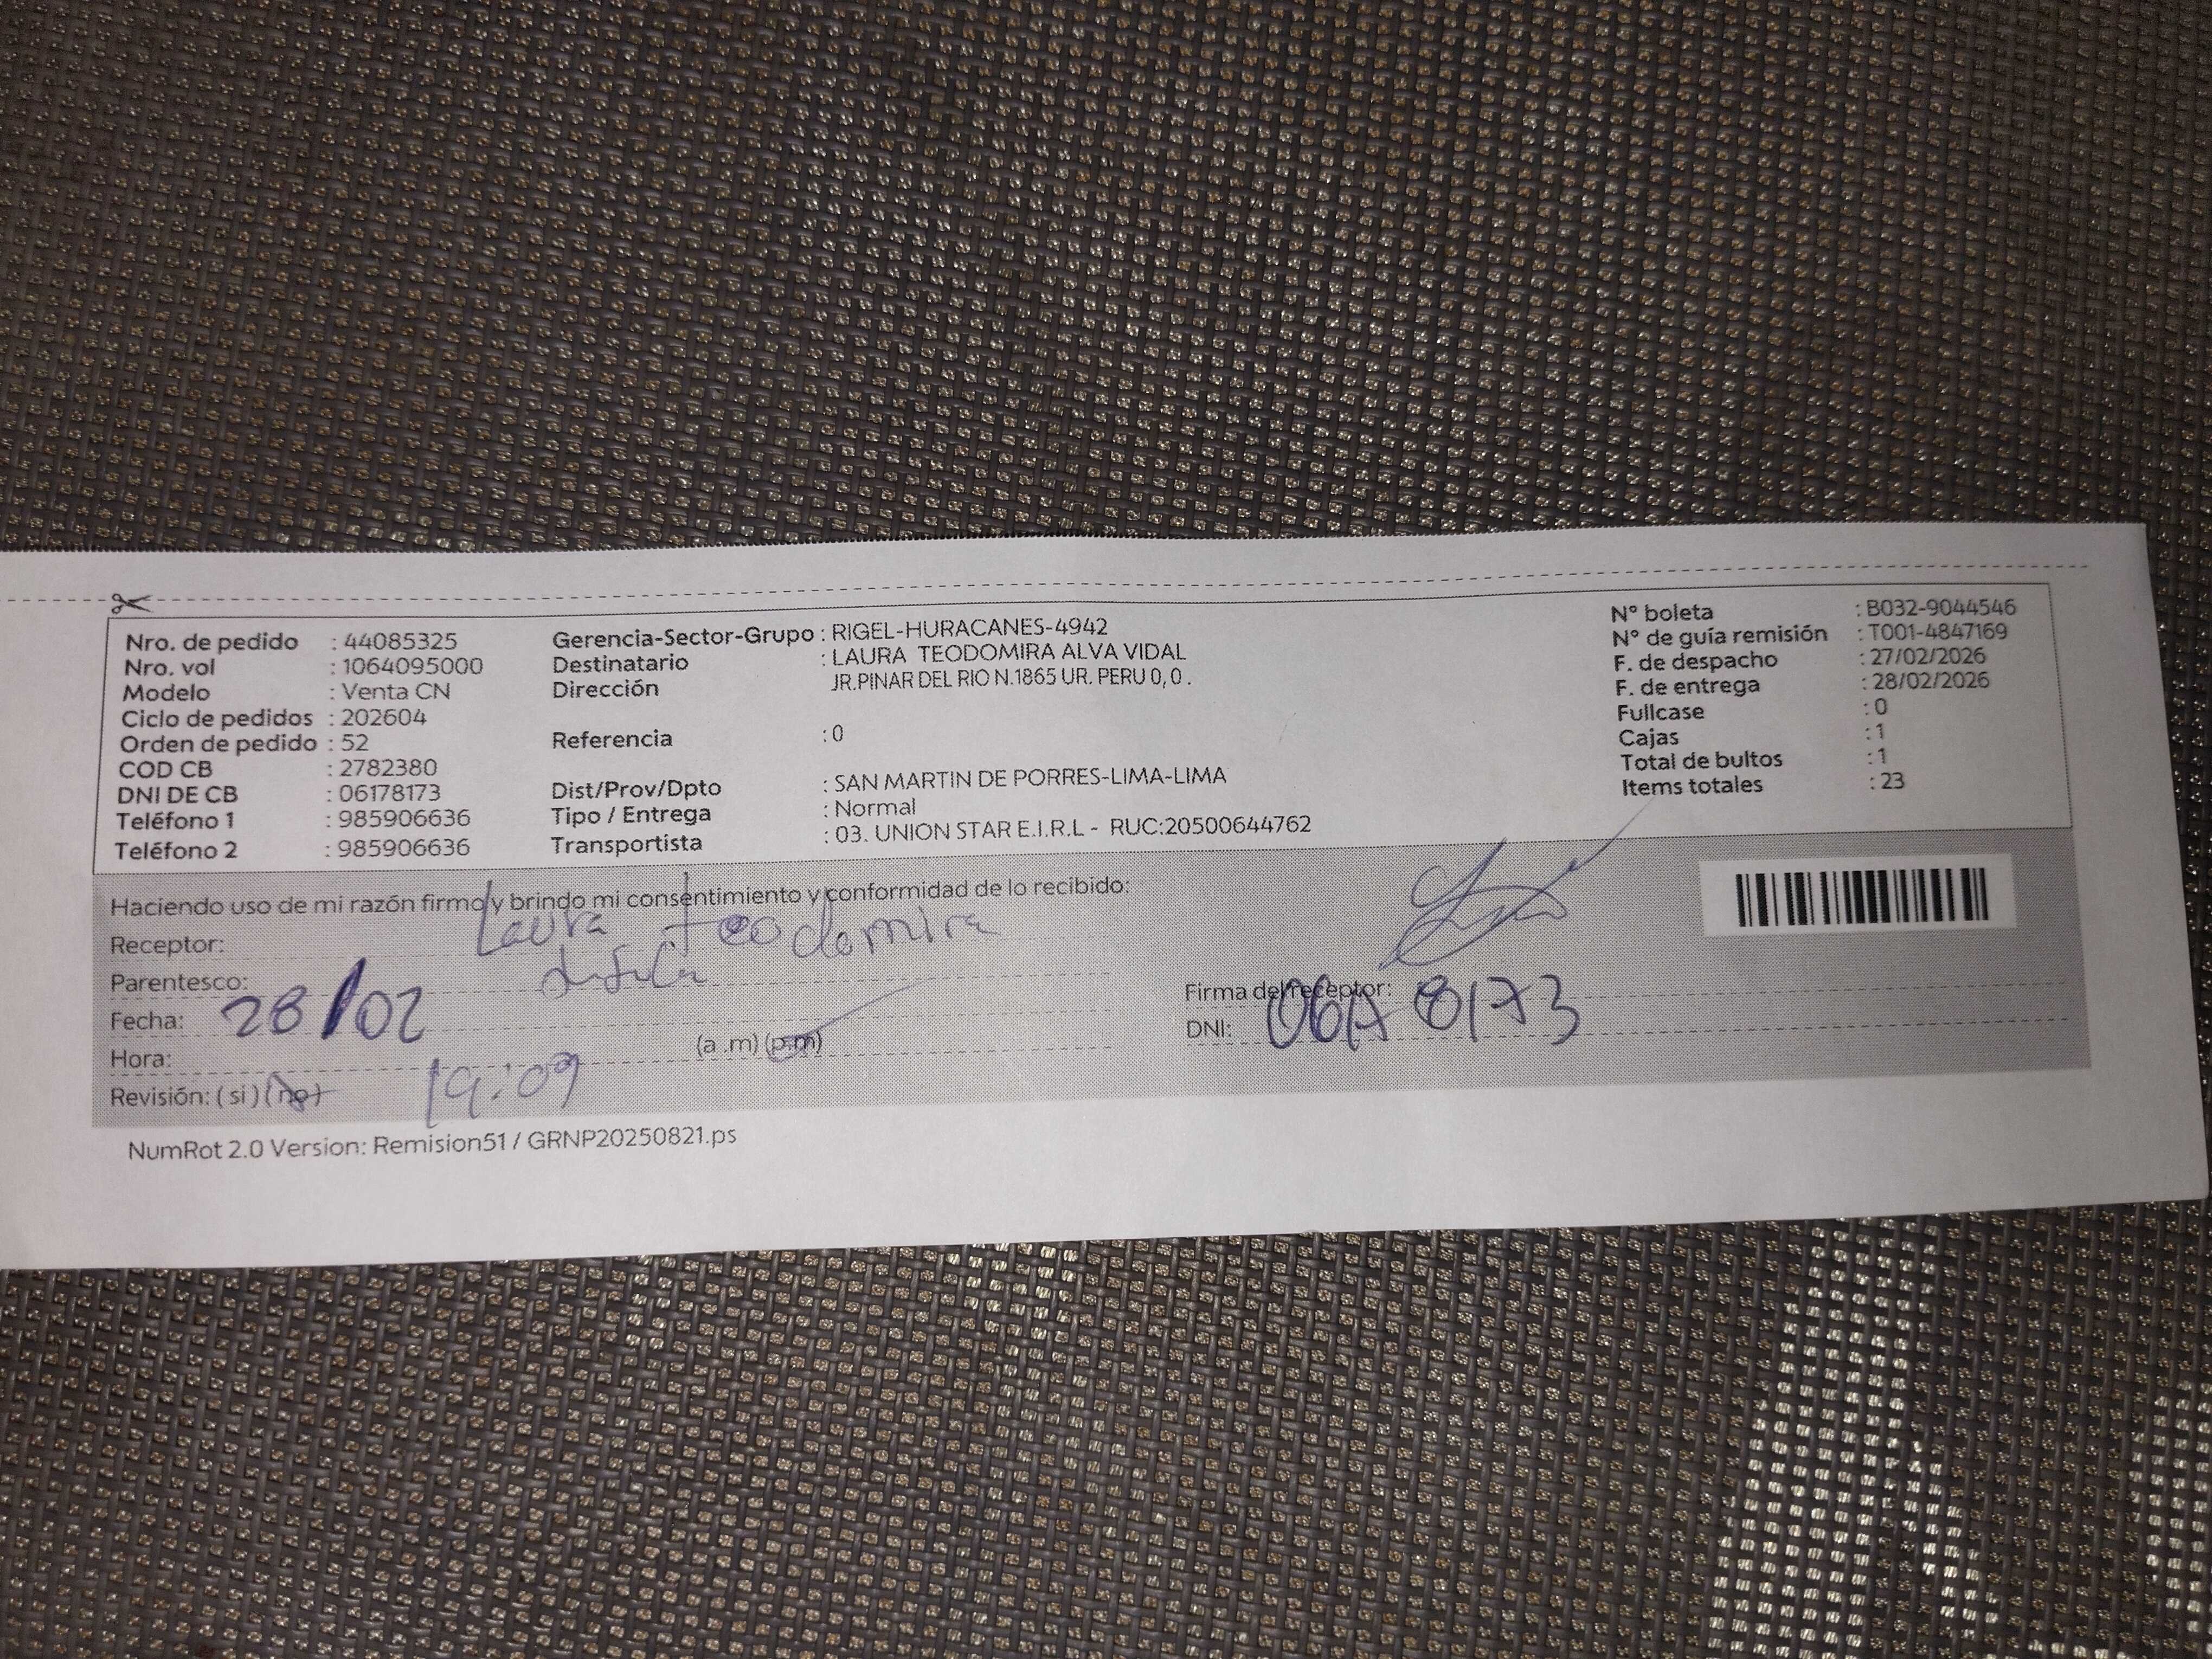 Nro. de pedido : 44085325
Nro. vol : 1064095000
Modelo : Venta CN
Ciclo de pedidos : 202604
Orden de pedido : 52
COD CB : 2782380
DNI DE CB : 06178173
Teléfono 1 : 985906636
Teléfono 2 : 985906636
Gerencia-Sector-Grupo : RIGEL-HURACANES-4942
Destinatario : LAURA TEODOMIRA ALVA VIDAL
Dirección JR.PINAR DEL RIO N.1865 UR. PERU 0, 0 .
Referencia : 0
Dist/Prov/Dpto : SAN MARTIN DE PORRES-LIMA-LIMA
Tipo / Entrega : Normal
Transportista : 03. UNION STAR E.I.R.L - RUC:20500644762
N° boleta : B032-9044546
N° de guía remisión : T001-4847169
F. de despacho : 27/02/2026
F. de entrega : 28/02/2026
Fullcase : 0
Cajas : 1
Total de bultos : 1
Items totales : 23
Haciendo uso de mi razón firmo y brindo mi consentimiento y conformidad de lo recibido:
Receptor: Laura teodomira
Parentesco:
Fecha: 28/02
Hora: (a .m) (p.m)
19:09
Revisión: ( si ) (no)
Firma del receptor:
DNI: 06178173
NumRot 2.0 Version: Remision51 / GRNP20250821.ps